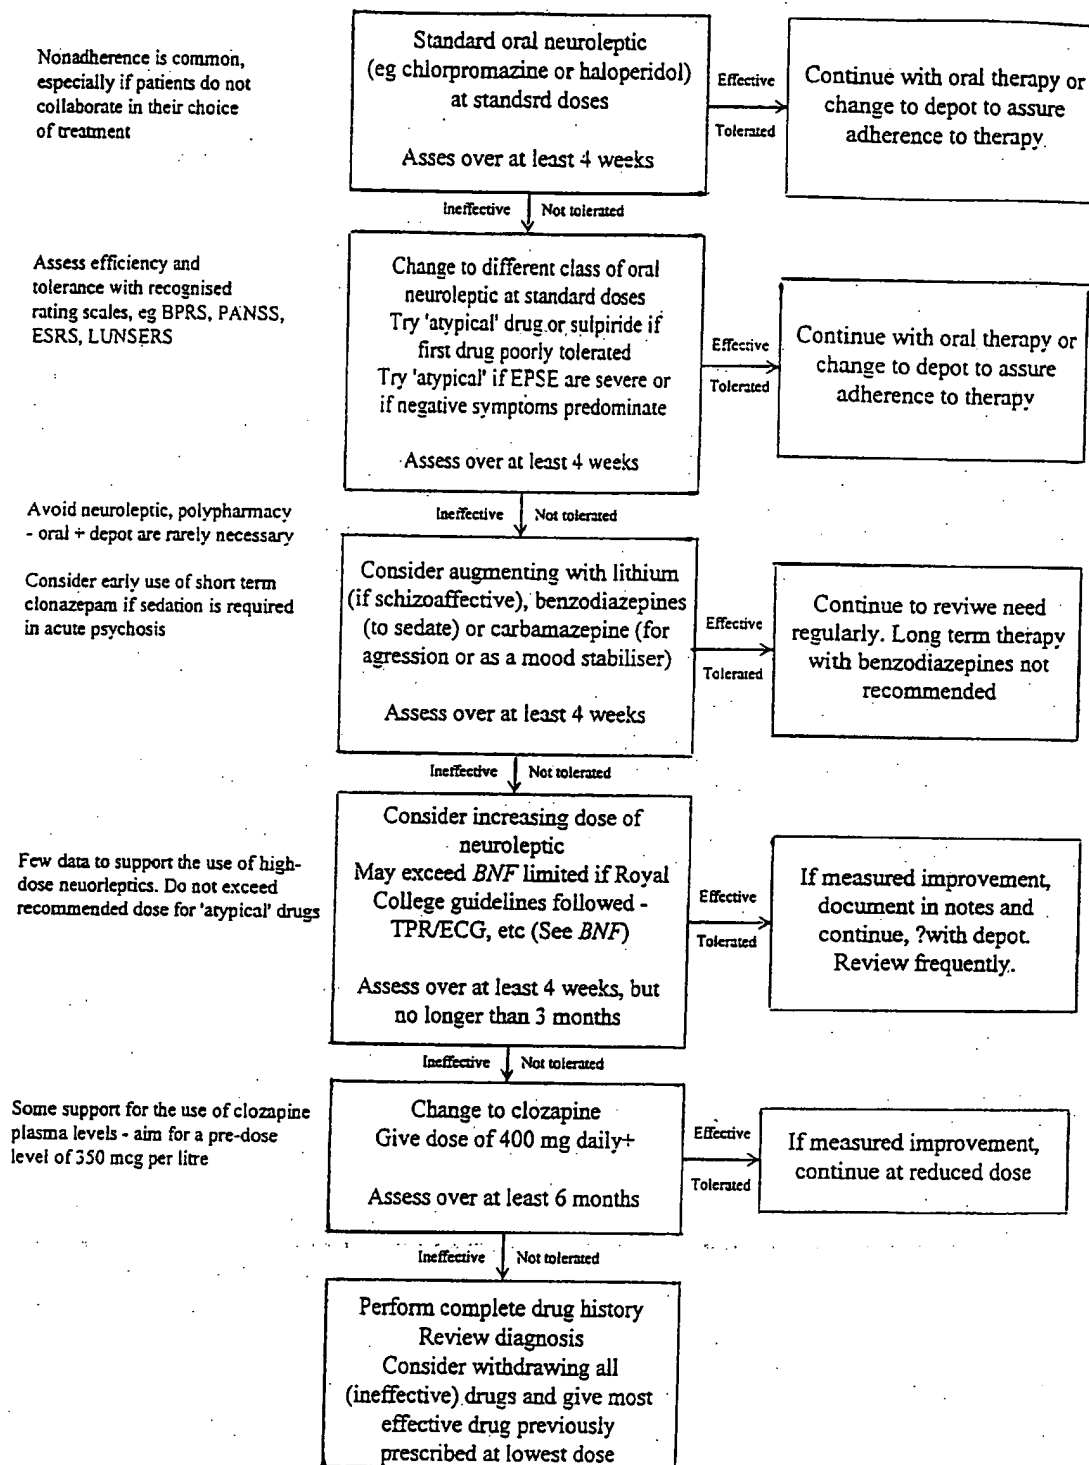 Nonadherence is common,
especially if patients do not
collaborate in their choice
of treatment
Standard oral neuroleptic
(eg chlorpromazine or haloperidol)
at standsrd doses
Asses over at least 4 weeks
Effective
Tolerated
Continue with oral therapy or
change to depot to assure
adherence to therapy.
Ineffective
Not tolerated
Assess efficiency and
tolerance with recognised
rating scales, eg BPRS, PANSS,
ESRS, LUNSERS
Change to different class of oral
neuroleptic at standard doses
Try 'atypical' drug or sulpiride if
first drug poorly tolerated
Try 'atypical' if EPSE are severe or
if negative symptoms predominate
Assess over at least 4 weeks
Effective
Tolerated
Continue with oral therapy or
change to depot to assure
adherence to therapy
Ineffective
Not tolerated
Avoid neuroleptic, polypharmacy
- oral + depot are rarely necessary
Consider early use of short term
clonazepam if sedation is required
in acute psychosis
Consider augmenting with lithium
(if schizoaffective), benzodiazepines
(to sedate) or carbamazepine (for
agression or as a mood stabiliser)
Assess over at least 4 weeks
Effective
Tolerated
Continue to reviwe need
regularly. Long term therapy
with benzodiazepines not
recommended
Ineffective
Not tolerated
Few data to support the use of high-
dose neuorleptics. Do not exceed
recommended dose for 'atypical' drugs
Consider increasing dose of
neuroleptic
May exceed BNF limited if Royal
College guidelines followed -
TPR/ECG, etc (See BNF)
Assess over at least 4 weeks, but
no longer than 3 months
Effective
Tolerated
If measured improvement,
document in notes and
continue, ?with depot.
Review frequently.
Ineffective
Not tolerated
Some support for the use of clozapine
plasma levels - aim for a pre-dose
level of 350 mcg per litre
Change to clozapine
Give dose of 400 mg daily+
Assess over at least 6 months
Effective
Tolerated
If measured improvement,
continue at reduced dose
Ineffective
Not tolerated
Perform complete drug history
Review diagnosis
Consider withdrawing all
(ineffective) drugs and give most
effective drug previously
prescribed at lowest dose